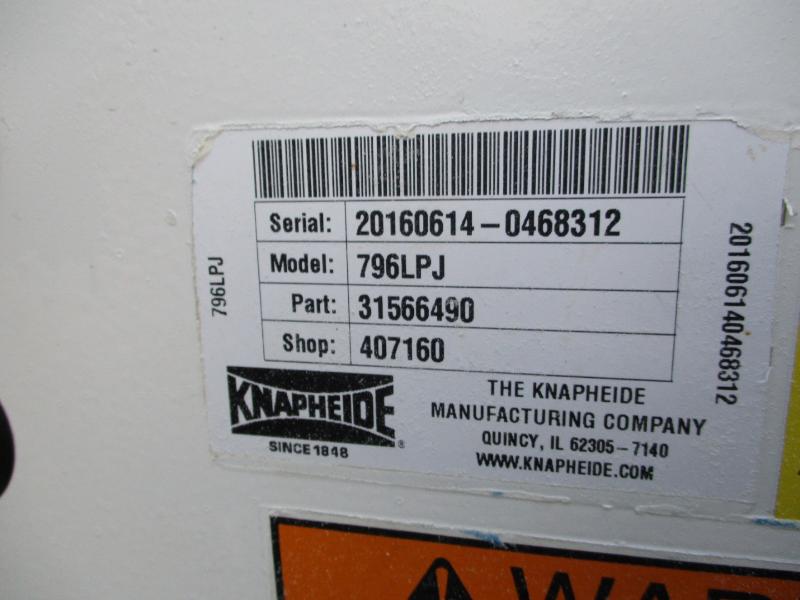 Serial: 20160614-0468312
Model: 796LPJ
Part: 31566490
Shop: 407160
796LPJ
201606140468312
KNAPHEIDE®
SINCE 1848
THE KNAPHEIDE
MANUFACTURING COMPANY
QUINCY, IL 62305-7140
WWW.KNAPHEIDE.COM